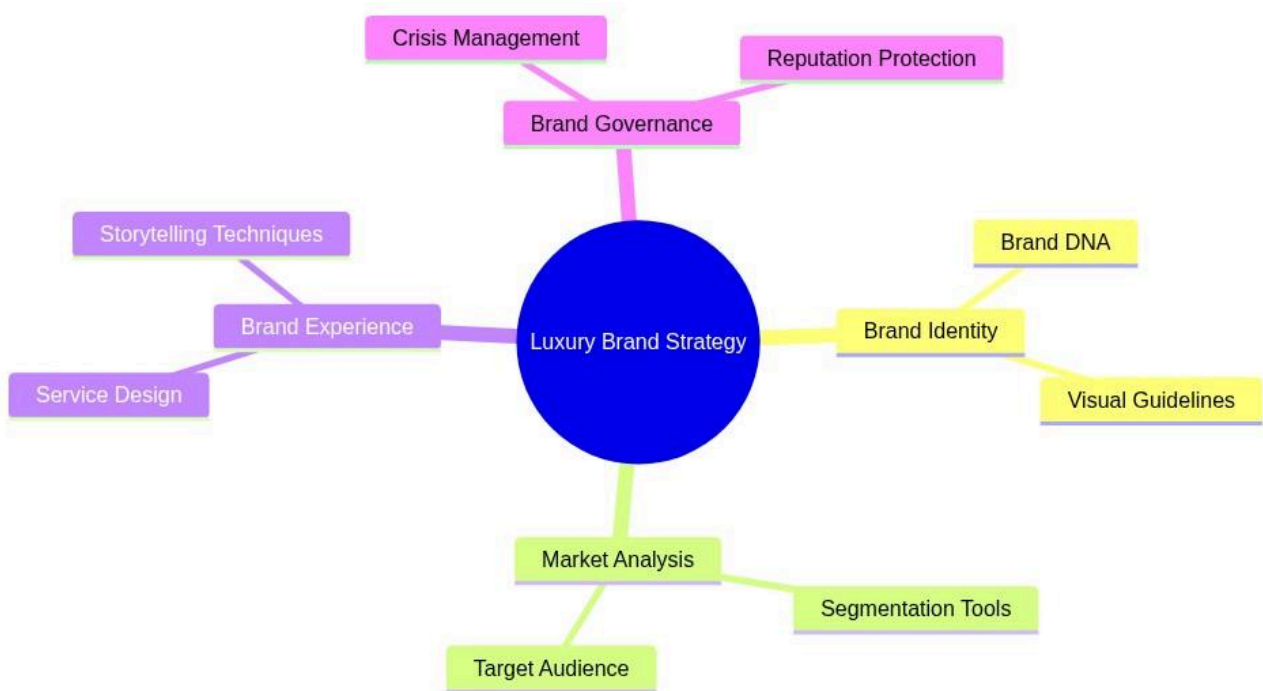 Crisis Management
Reputation Protection
Brand Governance
Storytelling Techniques
Brand DNA
Brand Experience
Luxury Brand Strategy
Brand Identity
Service Design
Visual Guidelines
Market Analysis
Segmentation Tools
Target Audience